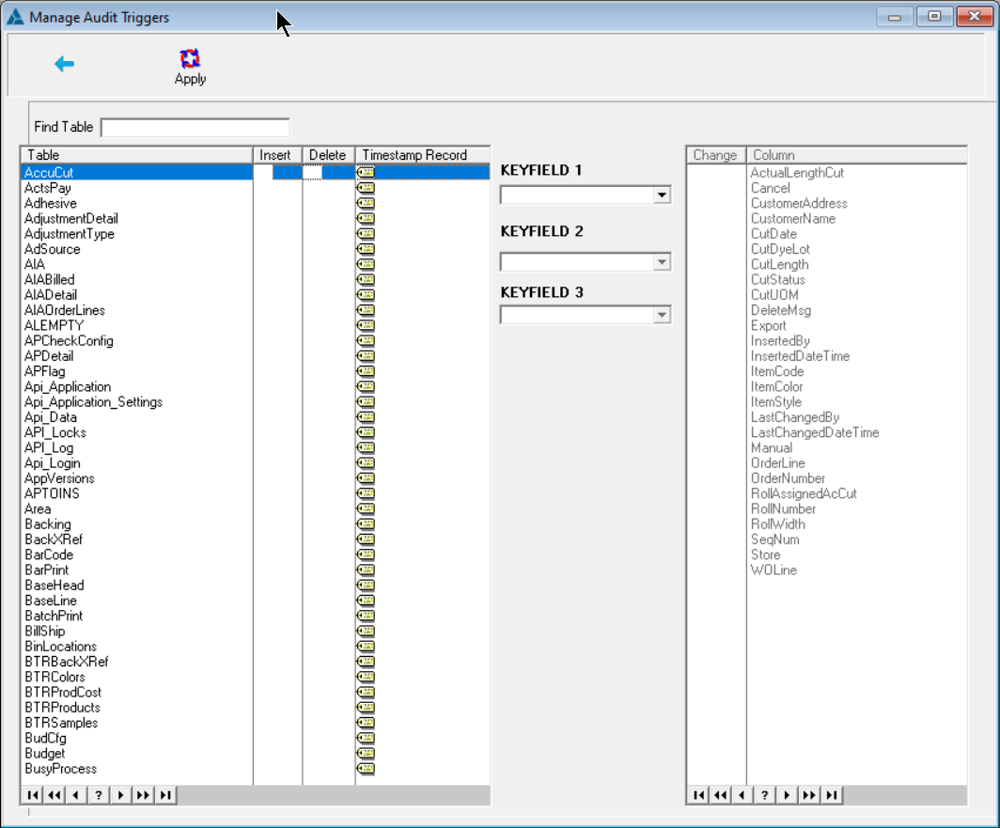 Manage Audit Triggers
Apply
Find Table
Table Insert Delete Timestamp Record
AccuCut
ActsPay
Adhesive
AdjustmentDetail
AdjustmentType
AdSource
AIA
AIABilled
AIADetail
AIAOrderLines
ALEMPTY
APCheckConfig
APDetail
APFlag
Api_Application
Api_Application_Settings
Api_Data
API_Locks
API_Log
Api_Login
AppVersions
APTOINS
Area
Backing
BackXRef
BarCode
BarPrint
BaseHead
BaseLine
BatchPrint
BillShip
BinLocations
BTRBackXRef
BTRColors
BTRProdCost
BTRProducts
BTRSamples
BudCfg
Budget
BusyProcess
?
KEYFIELD 1
KEYFIELD 2
KEYFIELD 3
Change Column
ActualLengthCut
Cancel
CustomerAddress
CustomerName
CutDate
CutDyeLot
CutLength
CutStatus
CutUOM
DeleteMsg
Export
InsertedBy
InsertedDateTime
ItemCode
ItemColor
ItemStyle
LastChangedBy
LastChangedDateTime
Manual
OrderLine
OrderNumber
RollAssignedAcCut
RollNumber
RollWidth
SeqNum
Store
WOLine
?